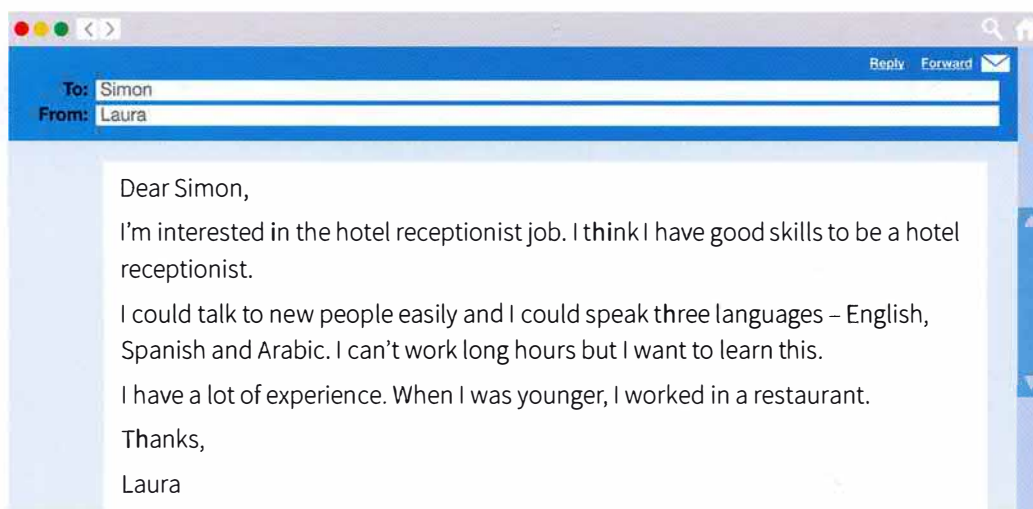 Reply Forward
To: Simon
From: Laura
Dear Simon,
I'm interested in the hotel receptionist job. I think I have good skills to be a hotel
receptionist.
I could talk to new people easily and I could speak three languages – English,
Spanish and Arabic. I can't work long hours but I want to learn this.
I have a lot of experience. When I was younger, I worked in a restaurant.
Thanks,
Laura